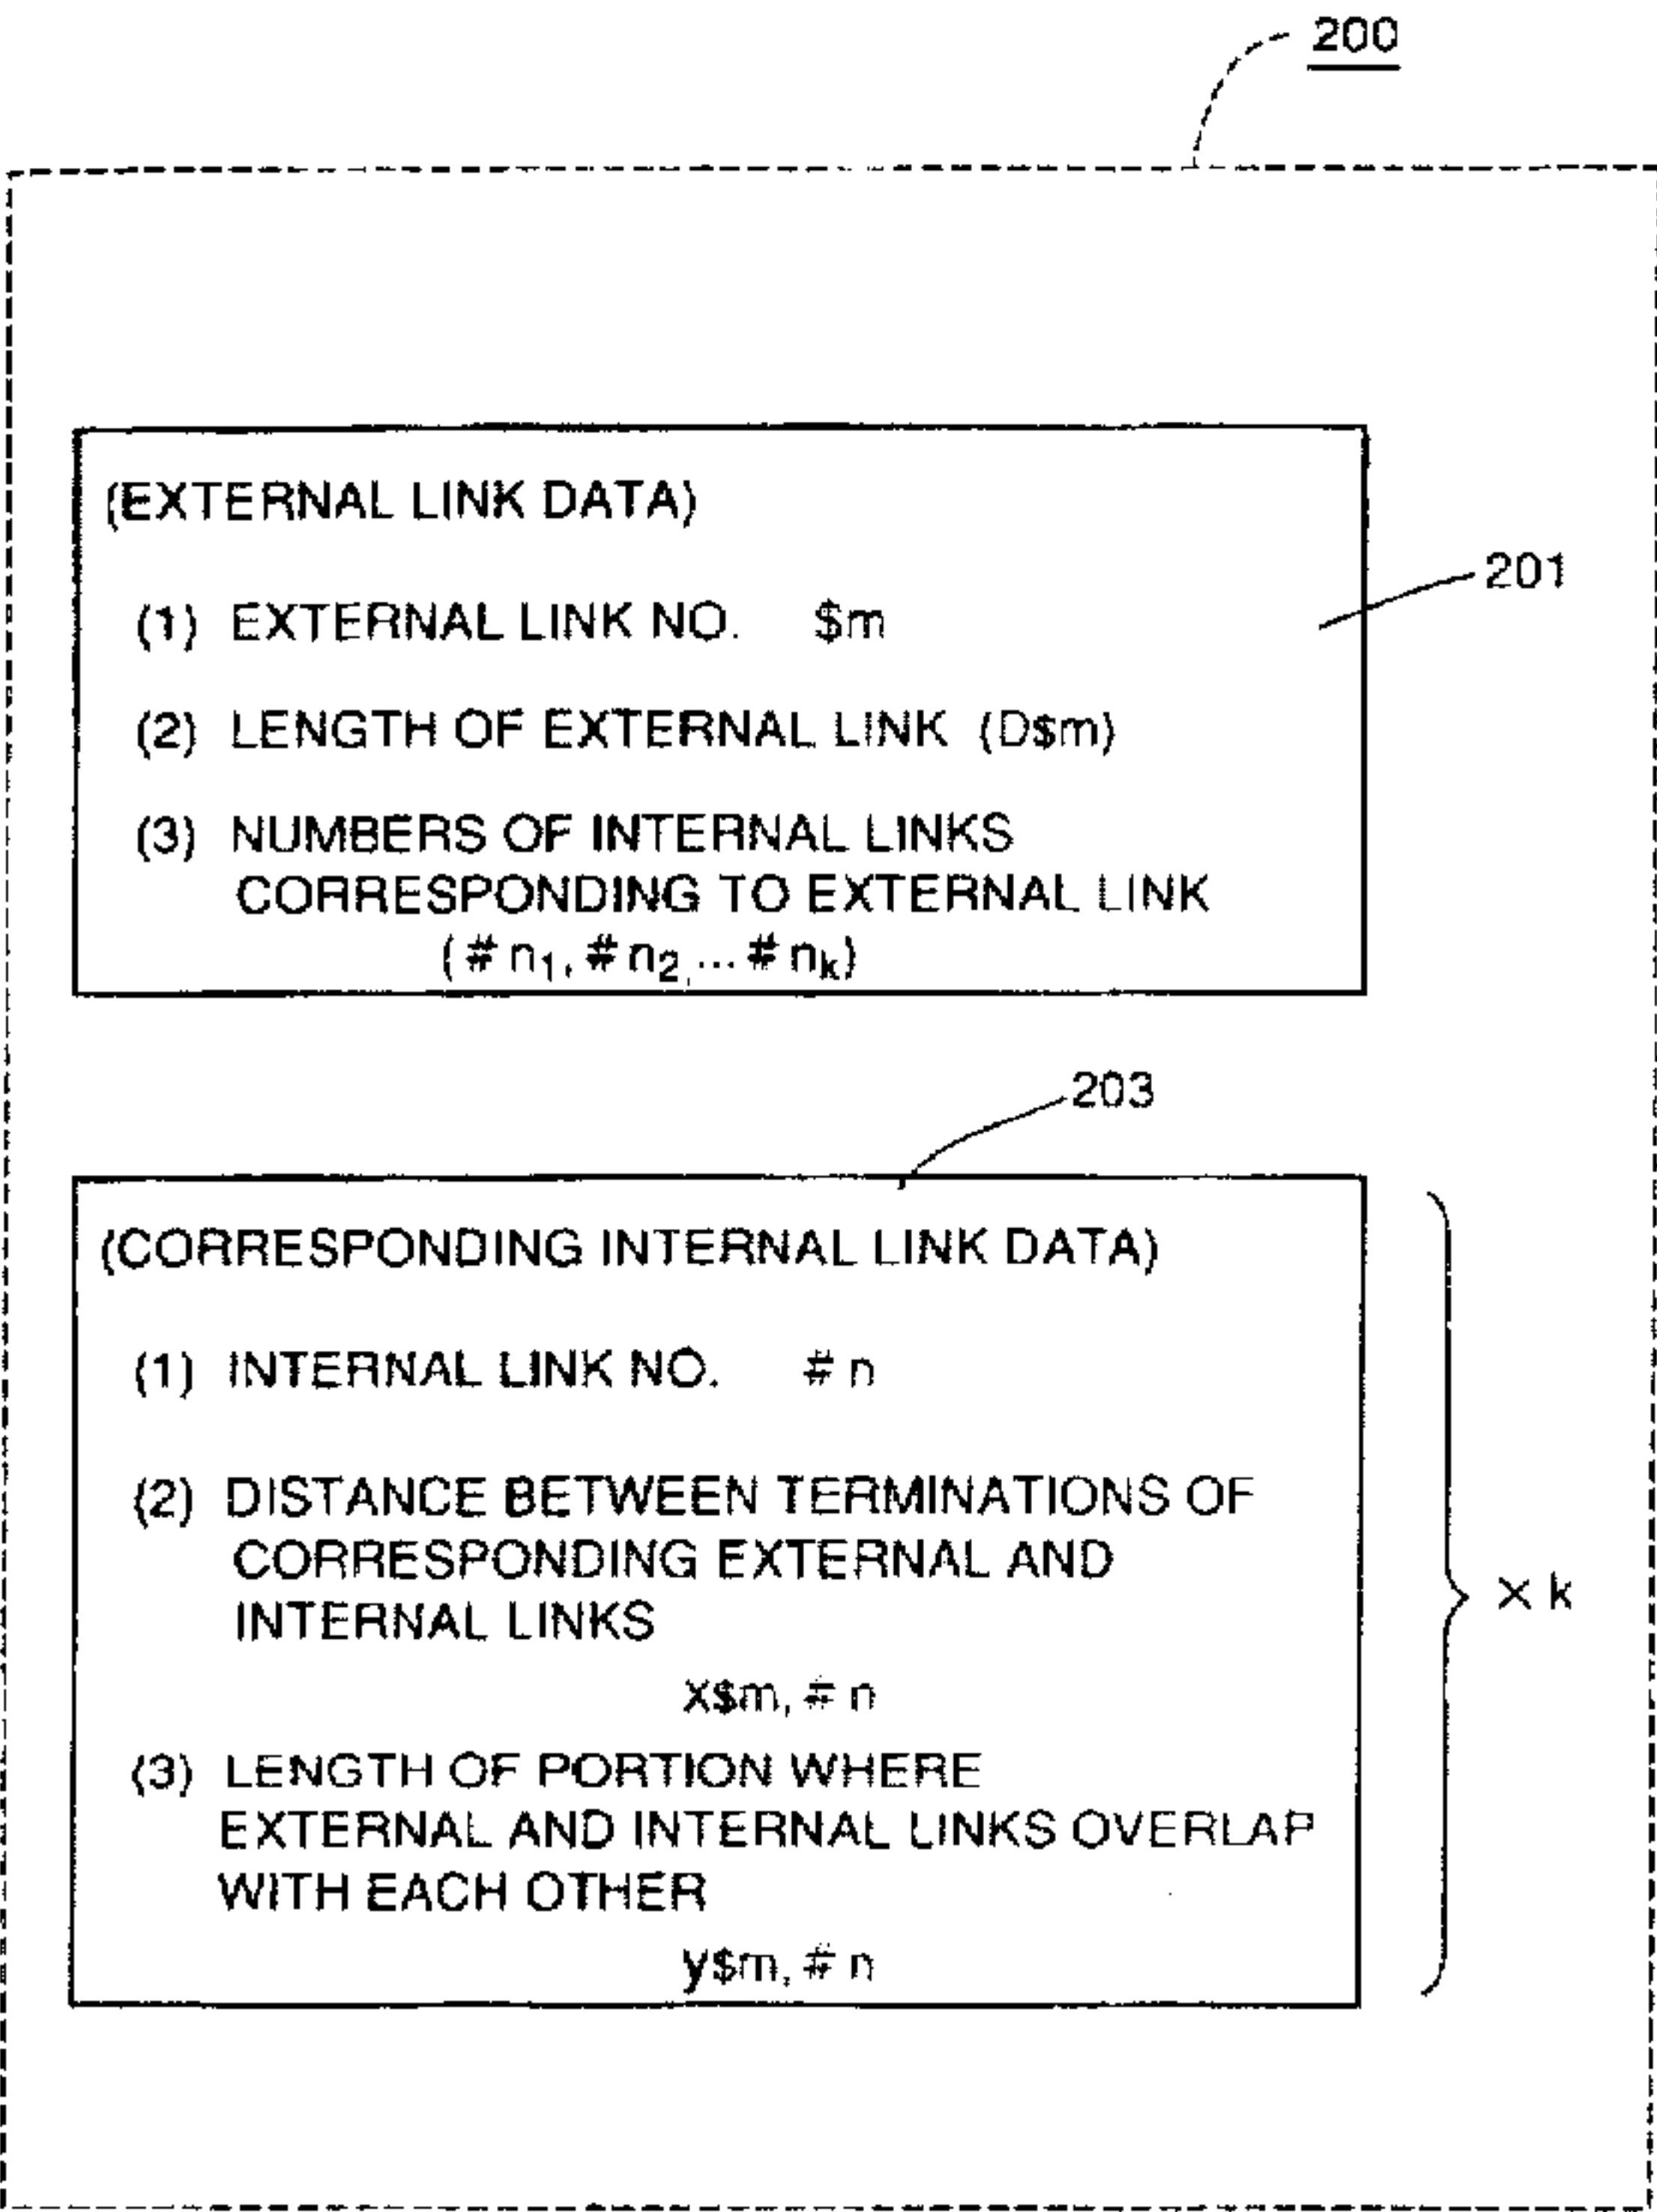 200
(EXTERNAL LINK DATA)
201
(1) EXTERNAL LINK NO. $m
(2) LENGTH OF EXTERNAL LINK (D$m)
(3) NUMBERS OF INTERNAL LINKS
CORRESPONDING TO EXTERNAL LINK
(#n₁, #n₂, ... #nₖ)
203
(CORRESPONDING INTERNAL LINK DATA)
(1) INTERNAL LINK NO. #n
(2) DISTANCE BETWEEN TERMINATIONS OF
CORRESPONDING EXTERNAL AND
INTERNAL LINKS
× k
x$m, #n
(3) LENGTH OF PORTION WHERE
EXTERNAL AND INTERNAL LINKS OVERLAP
WITH EACH OTHER
y$m, #n